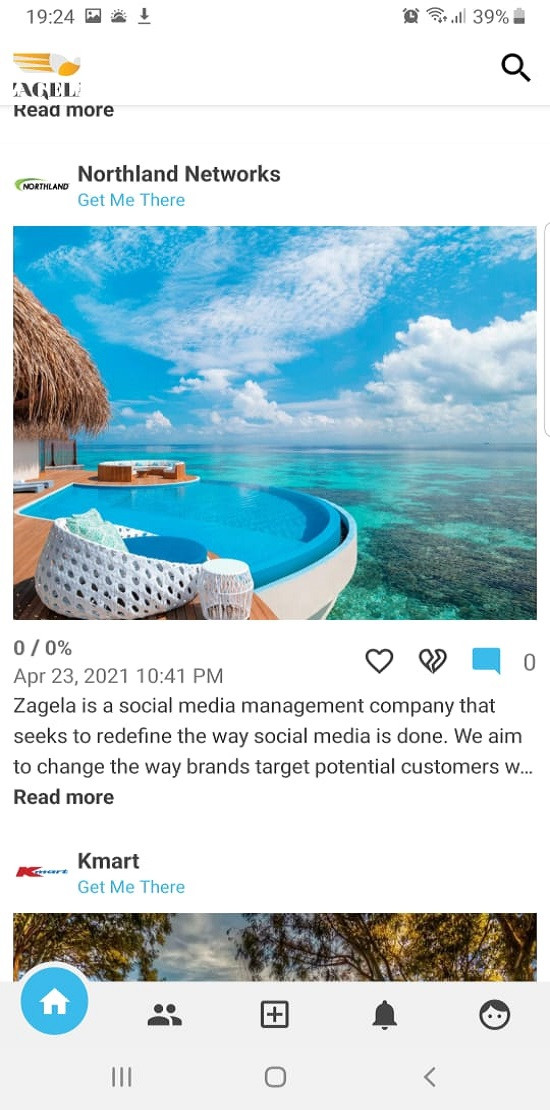 19:24 39%
ZAGELA
Read more
Northland Networks
NORTHLAND
Get Me There
0 / 0%
0
Apr 23, 2021 10:41 PM
Zagela is a social media management company that
seeks to redefine the way social media is done. We aim
to change the way brands target potential customers w...
Read more
Kmart
Kmart
Get Me There